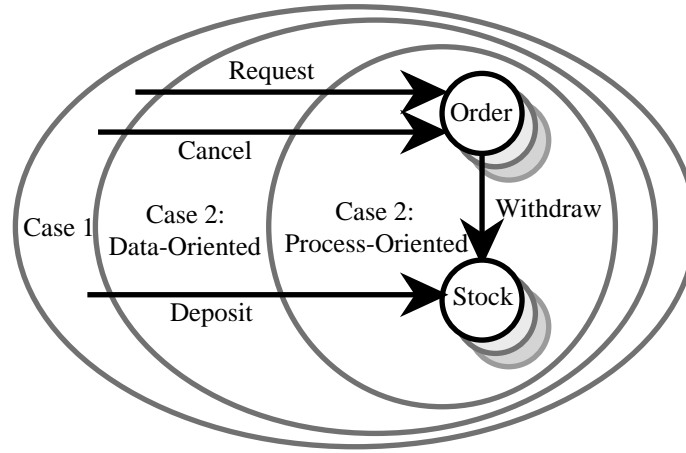 Request
Order
Cancel
Case 1
Case 2:
Data-Oriented
Case 2:
Process-Oriented
Withdraw
Deposit
Stock